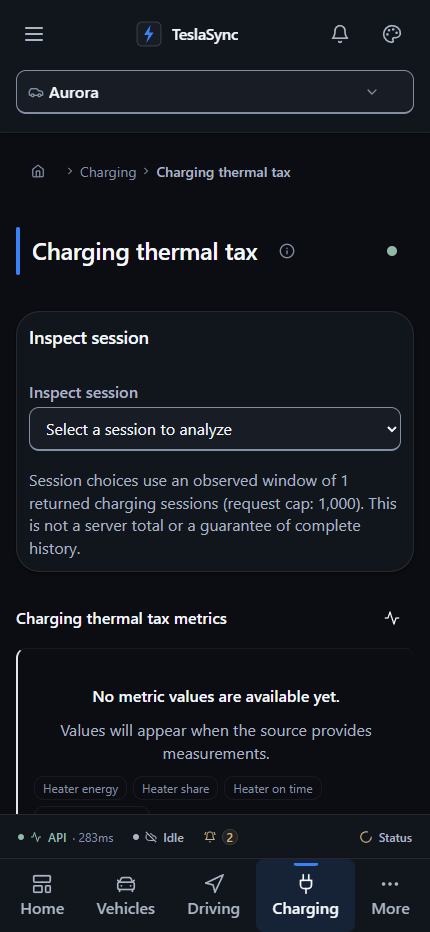 TeslaSync
Aurora
Charging
Charging thermal tax
Charging thermal tax
Inspect session
Inspect session
Select a session to analyze
Session choices use an observed window of 1
returned charging sessions (request cap: 1,000). This
is not a server total or a guarantee of complete
history.
Charging thermal tax metrics
No metric values are available yet.
Values will appear when the source provides
measurements.
Heater energy
Heater share
Heater on time
API · 283ms
Idle
2
Status
Home
Vehicles
Driving
Charging
More